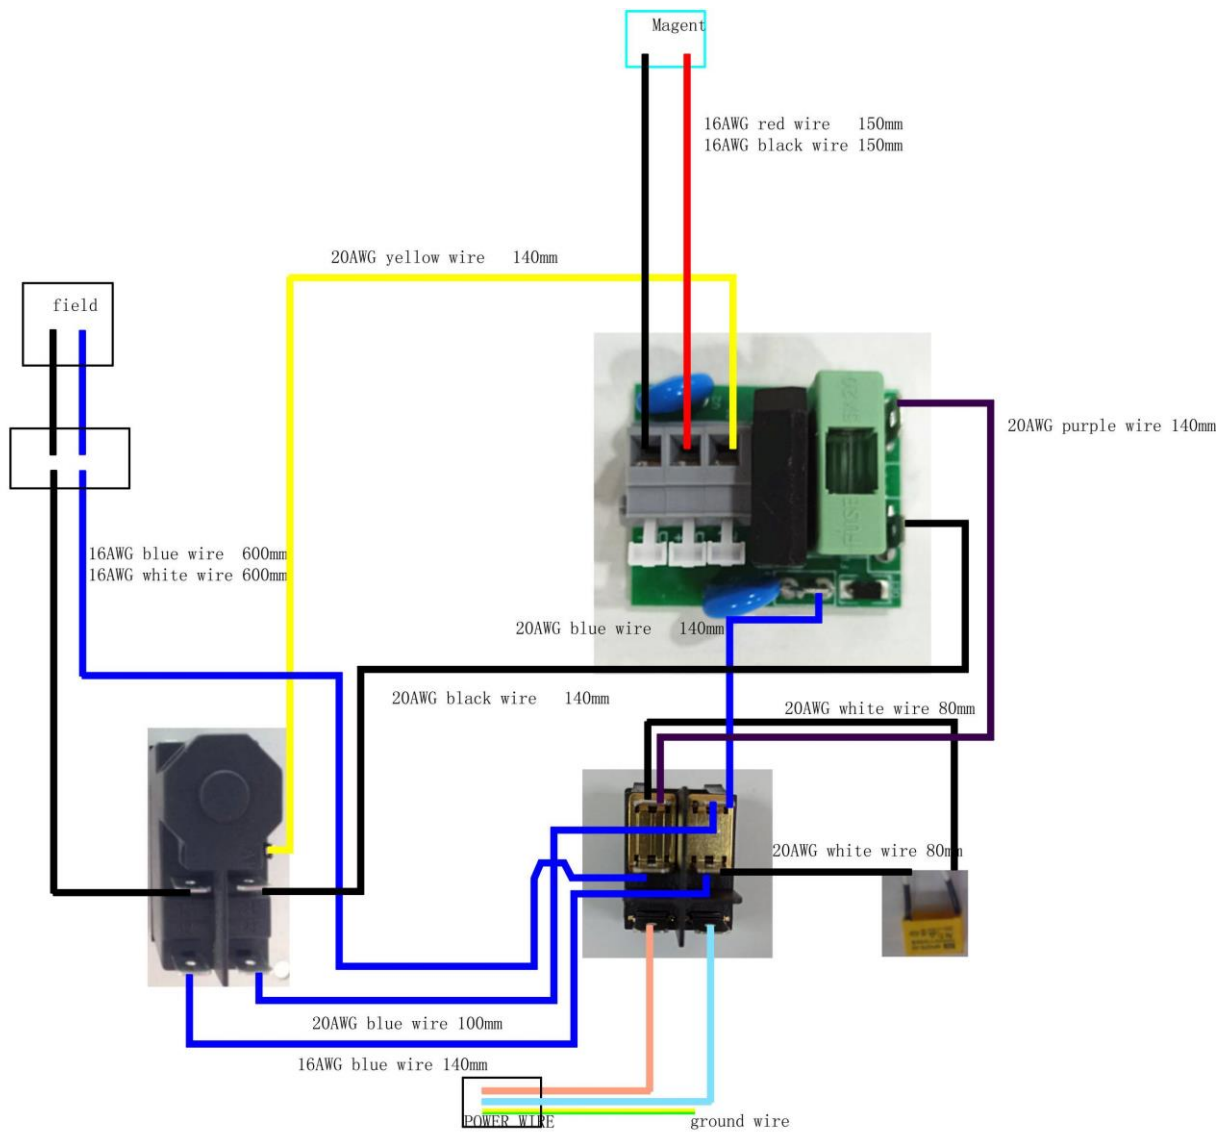 Magent
16AWG red wire 150mm
16AWG black wire 150mm
20AWG yellow wire 140mm
field
20AWG purple wire 140mm
FUSE
5X20
16AWG blue wire 600mm
16AWG white wire 600mm
20AWG blue wire 140mm
20AWG black wire 140mm
20AWG white wire 80mm
20AWG white wire 80mm
20AWG blue wire 100mm
16AWG blue wire 140mm
POWER WIRE
ground wire